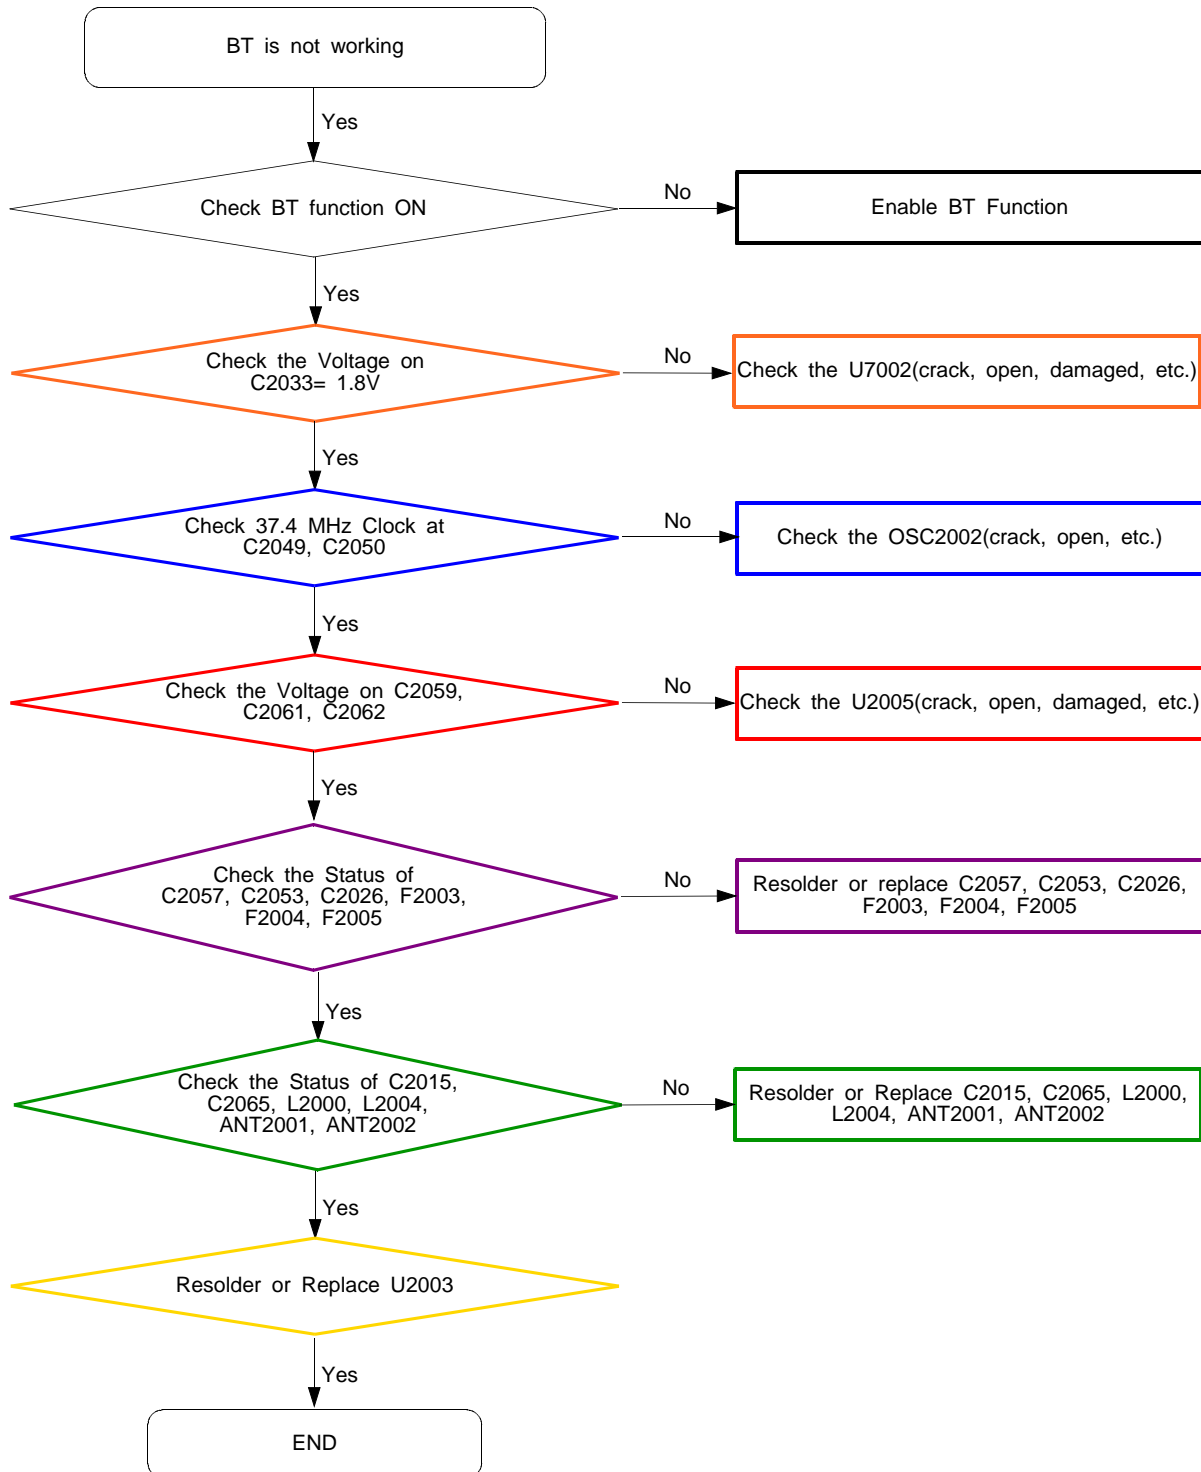 BT is not working
Yes
Check BT function ON
No
Enable BT Function
Yes
Check the Voltage on
C2033= 1.8V
No
Check the U7002(crack, open, damaged, etc.)
Yes
Check 37.4 MHz Clock at
C2049, C2050
No
Check the OSC2002(crack, open, etc.)
Yes
Check the Voltage on C2059,
C2061, C2062
No
Check the U2005(crack, open, damaged, etc.)
Yes
Check the Status of
C2057, C2053, C2026, F2003,
F2004, F2005
No
Resolder or replace C2057, C2053, C2026,
F2003, F2004, F2005
Yes
Check the Status of C2015,
C2065, L2000, L2004,
ANT2001, ANT2002
No
Resolder or Replace C2015, C2065, L2000,
L2004, ANT2001, ANT2002
Yes
Resolder or Replace U2003
Yes
END